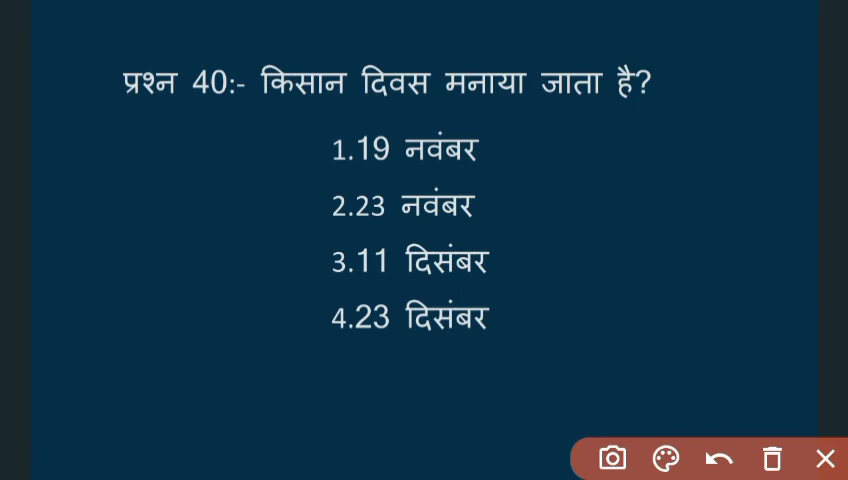 प्रश्न 40:- किसान दिवस मनाया जाता है?
1.19 नवंबर
2.23 नवंबर
3.11 दिसंबर
4.23 दिसंबर